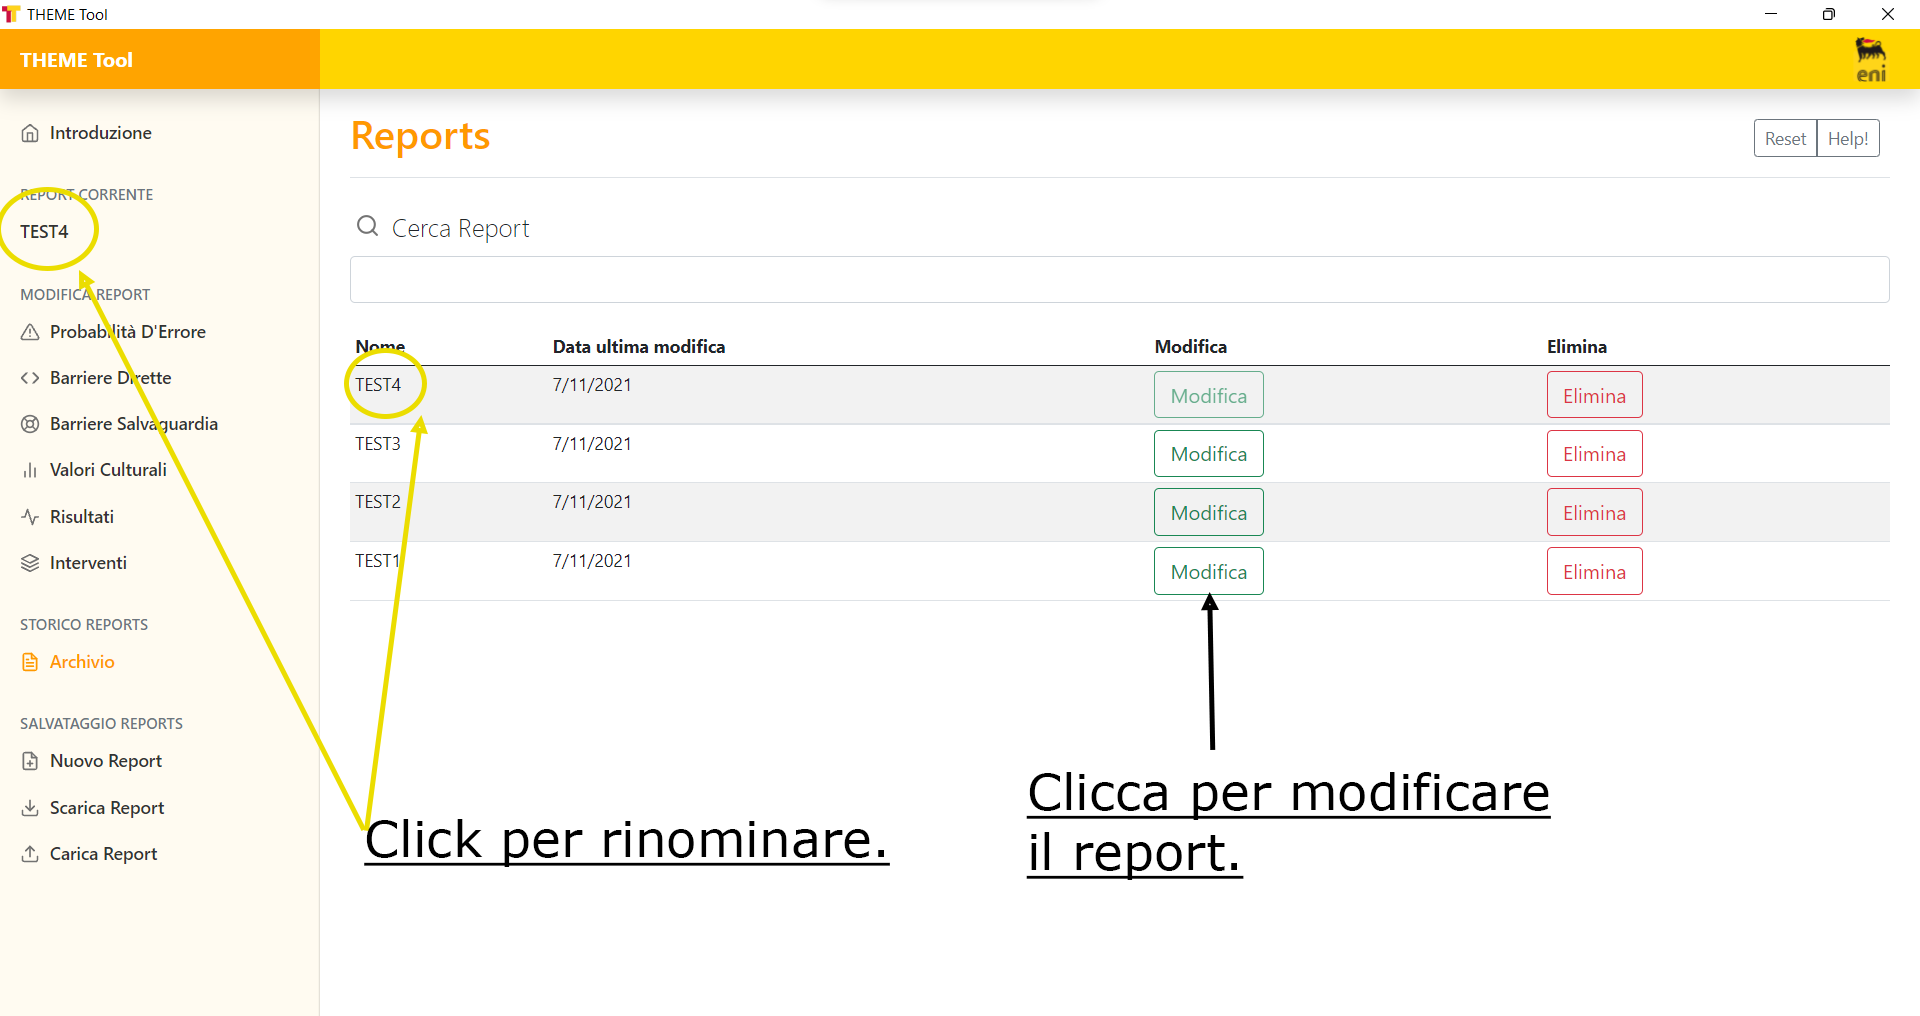 THEME Tool
THEME Tool
eni
Introduzione
REPORT CORRENTE
TEST4
MODIFICA REPORT
Probabilità D'Errore
Barriere Dirette
Barriere Salvaguardia
Valori Culturali
Risultati
Interventi
STORICO REPORTS
Archivio
SALVATAGGIO REPORTS
Nuovo Report
Scarica Report
Carica Report
Reports
Reset Help!
Cerca Report
Nome Data ultima modifica Modifica Elimina
TEST4 7/11/2021 Modifica Elimina
TEST3 7/11/2021 Modifica Elimina
TEST2 7/11/2021 Modifica Elimina
TEST1 7/11/2021 Modifica Elimina
Click per rinominare.
Clicca per modificare
il report.